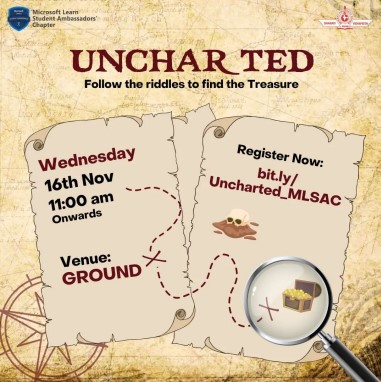 Microsoft Learn
Student Ambassadors'
Chapter
UNCHARTED
Follow the riddles to find the Treasure
Wednesday
16th Nov
11:00 am
Onwards
Venue:
GROUND
Register Now:
bit.ly/
Uncharted_MLSAC